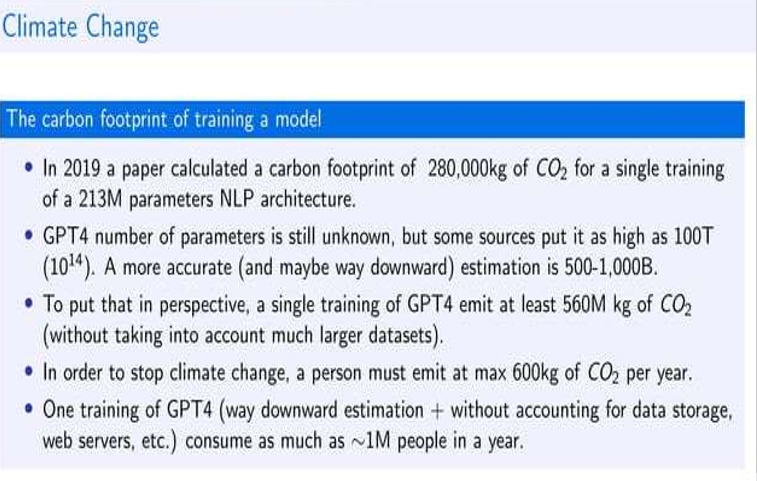 Climate Change
The carbon footprint of training a model
• In 2019 a paper calculated a carbon footprint of 280,000kg of CO₂ for a single training
of a 213M parameters NLP architecture.
• GPT4 number of parameters is still unknown, but some sources put it as high as 100T
(10¹⁴). A more accurate (and maybe way downward) estimation is 500-1,000B.
• To put that in perspective, a single training of GPT4 emit at least 560M kg of CO₂
(without taking into account much larger datasets).
• In order to stop climate change, a person must emit at max 600kg of CO₂ per year.
• One training of GPT4 (way downward estimation + without accounting for data storage,
web servers, etc.) consume as much as ~1M people in a year.